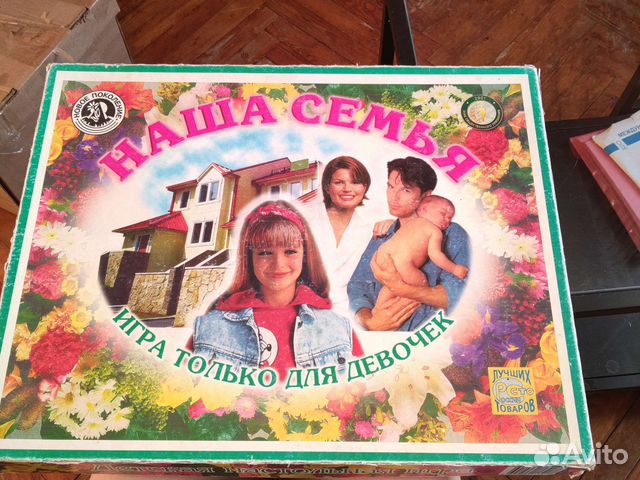 НОВОЕ ПОКОЛЕНИЕ
НАША СЕМЬЯ
ИГРА ТОЛЬКО ДЛЯ ДЕВОЧЕК
ЛУЧШИХ
ТОВАРОВ
Avito